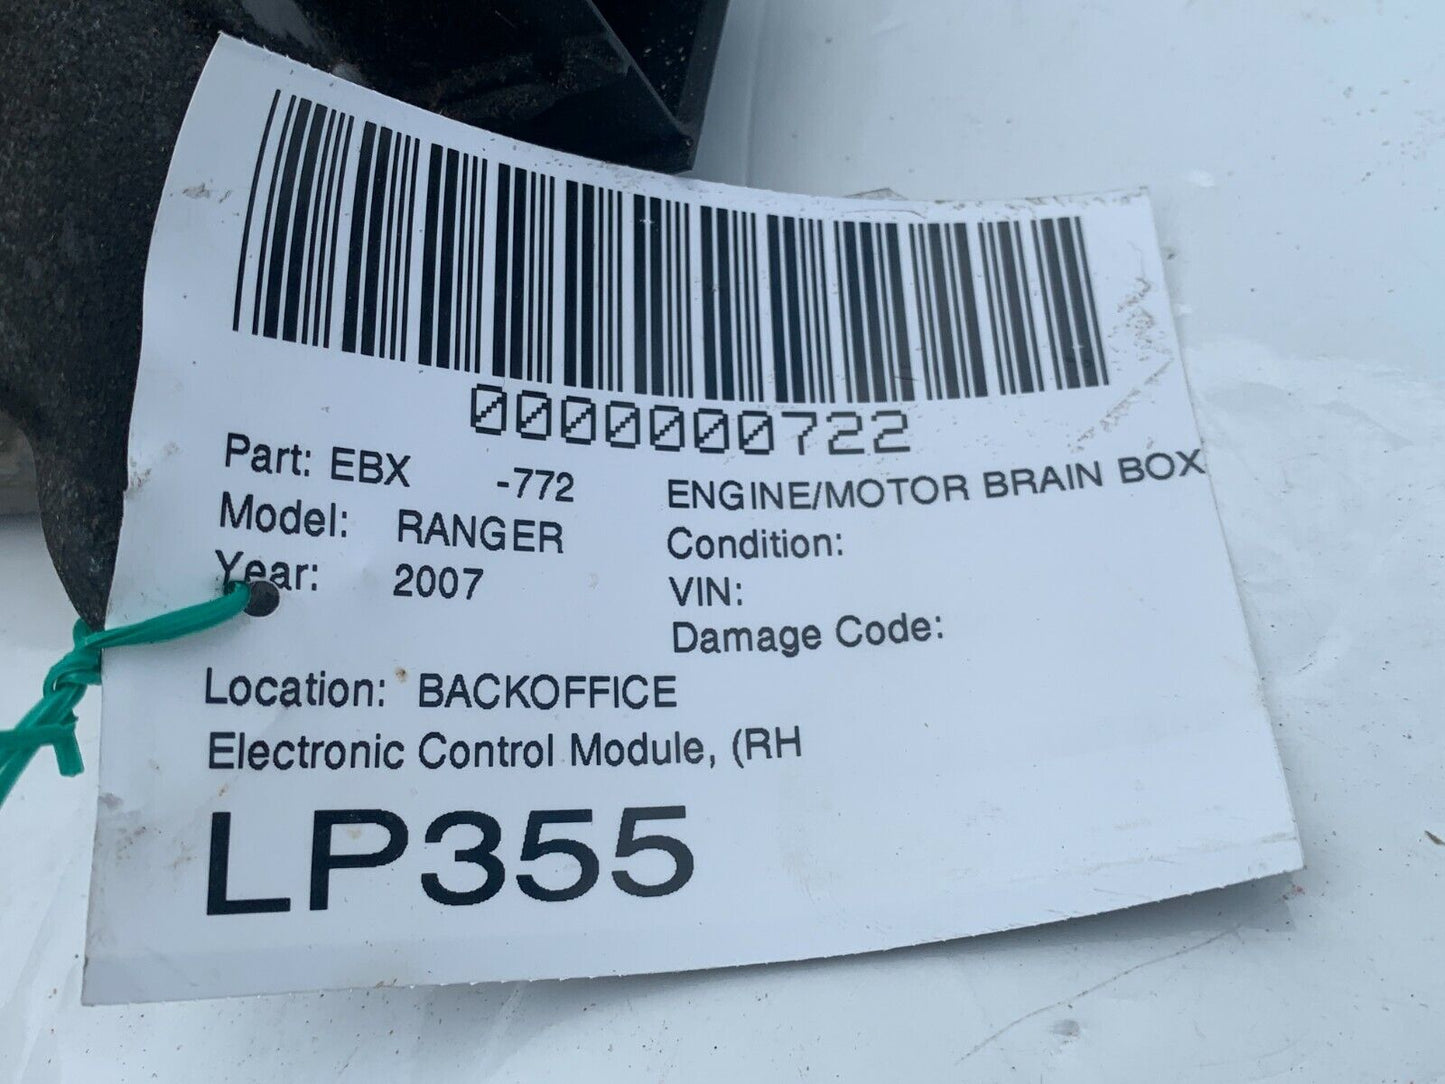 0000000722
Part: EBX -772 ENGINE/MOTOR BRAIN BOX
Model: RANGER Condition:
Year: 2007 VIN:
Damage Code:
Location: BACKOFFICE
Electronic Control Module, (RH
LP355